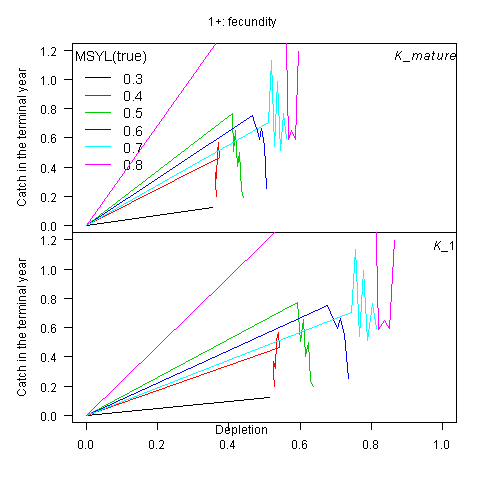 1+: fecundity
Catch in the terminal year
1.2
1.0
0.8
0.6
0.4
0.2
0.0
MSYL(true)
0.3
0.4
0.5
0.6
0.7
0.8
K_mature
Catch in the terminal year
1.2
1.0
0.8
0.6
0.4
0.2
0.0
K_1
Depletion
0.0 0.2 0.4 0.6 0.8 1.0